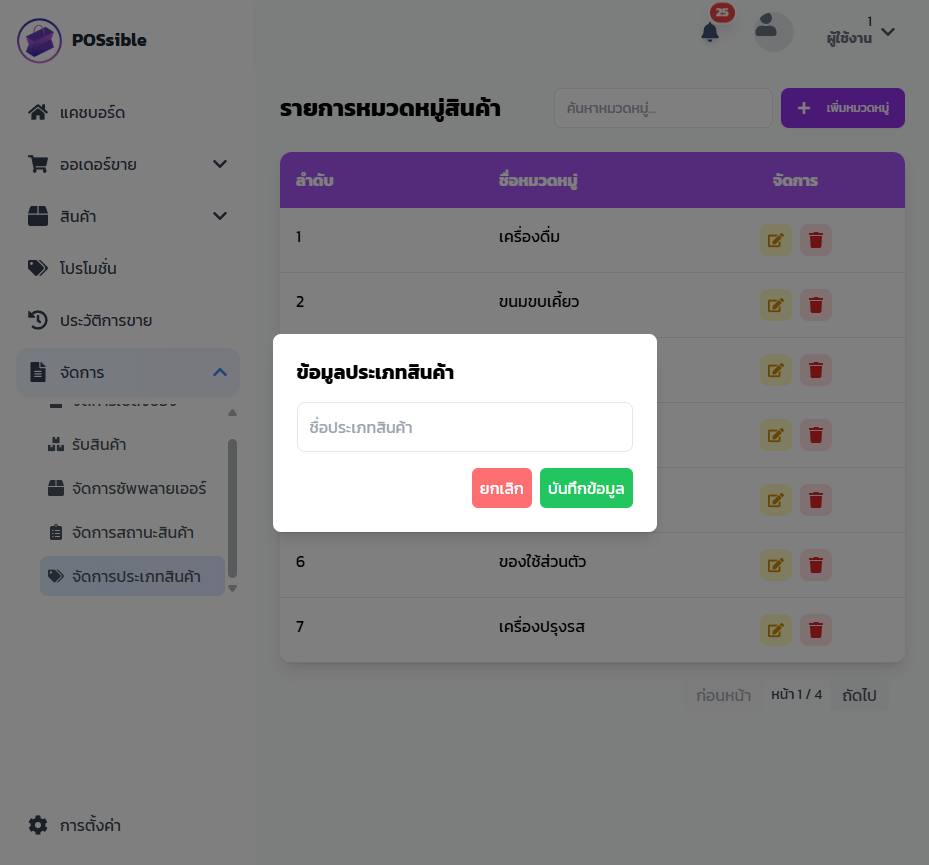 POSsible
25
1
ผู้ใช้งาน
แดชบอร์ด
ออเดอร์ขาย
สินค้า
โปรโมชั่น
ประวัติการขาย
จัดการ
รับสินค้า
จัดการซัพพลายเออร์
จัดการสถานะสินค้า
จัดการประเภทสินค้า
การตั้งค่า
รายการหมวดหมู่สินค้า
ค้นหาหมวดหมู่...
เพิ่มหมวดหมู่
ลำดับ ชื่อหมวดหมู่ จัดการ
1 เครื่องดื่ม
2 ขนมขบเคี้ยว
ข้อมูลประเภทสินค้า
ชื่อประเภทสินค้า
ยกเลิก บันทึกข้อมูล
6 ของใช้ส่วนตัว
7 เครื่องปรุงรส
ก่อนหน้า หน้า 1 / 4 ถัดไป